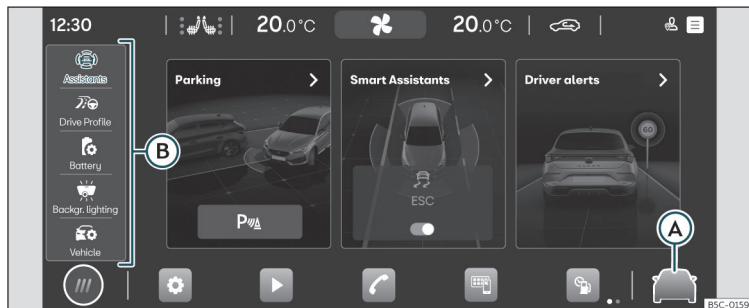 12:30
20.0°C
20.0°C
Assistants
Drive Profile
Battery
Backgr. lighting
Vehicle
B
Parking
P
Smart Assistants
ESC
Driver alerts
60
A
B5C-0159